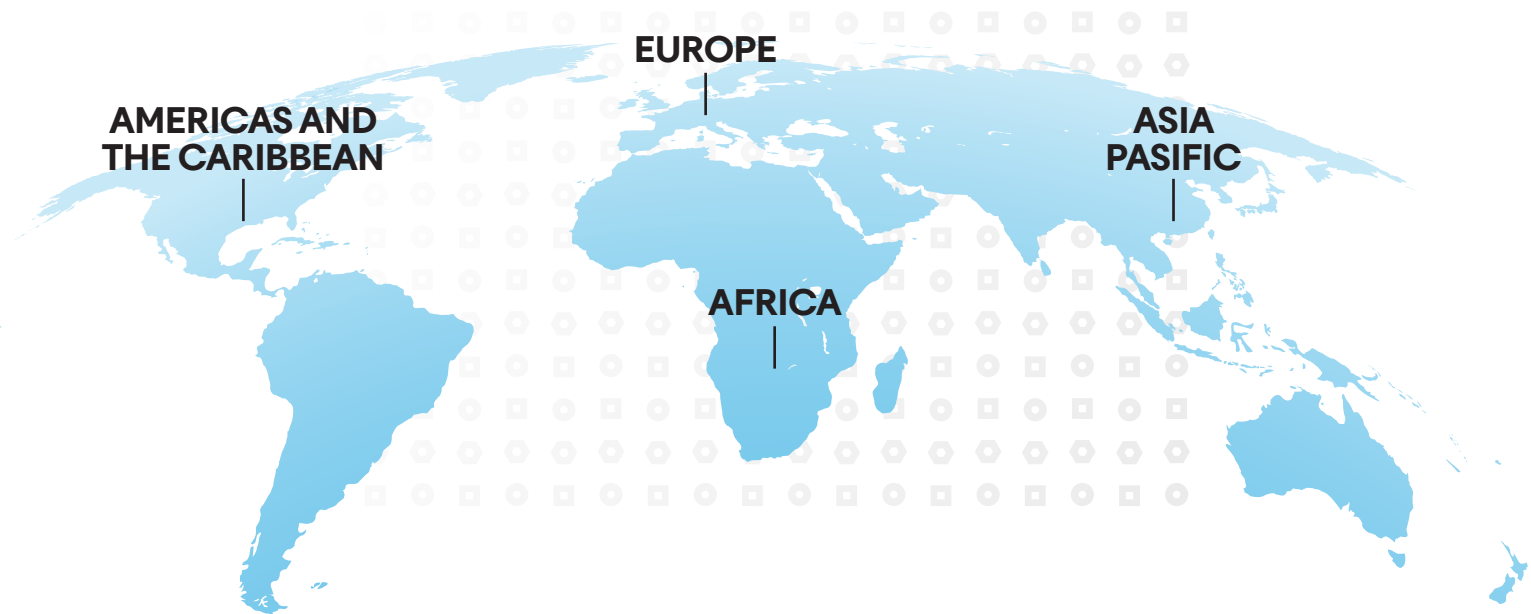 EUROPE
AMERICAS AND
THE CARIBBEAN
ASIA
PASIFIC
AFRICA